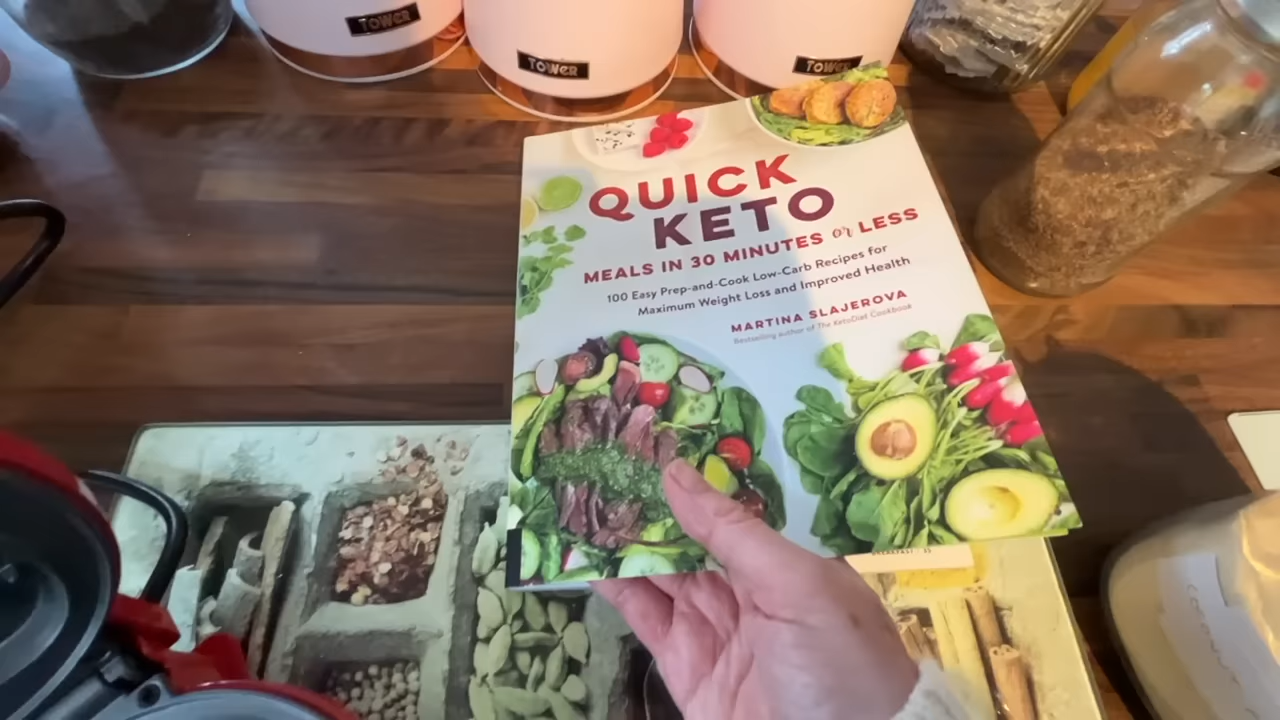 TOWER
TOWER
TOWER
QUICK
KETO
MEALS IN 30 MINUTES or LESS
100 Easy Prep-and-Cook Low-Carb Recipes for
Maximum Weight Loss and Improved Health
MARTINA SLAJEROVA
Bestselling author of The KetoDiet Cookbook